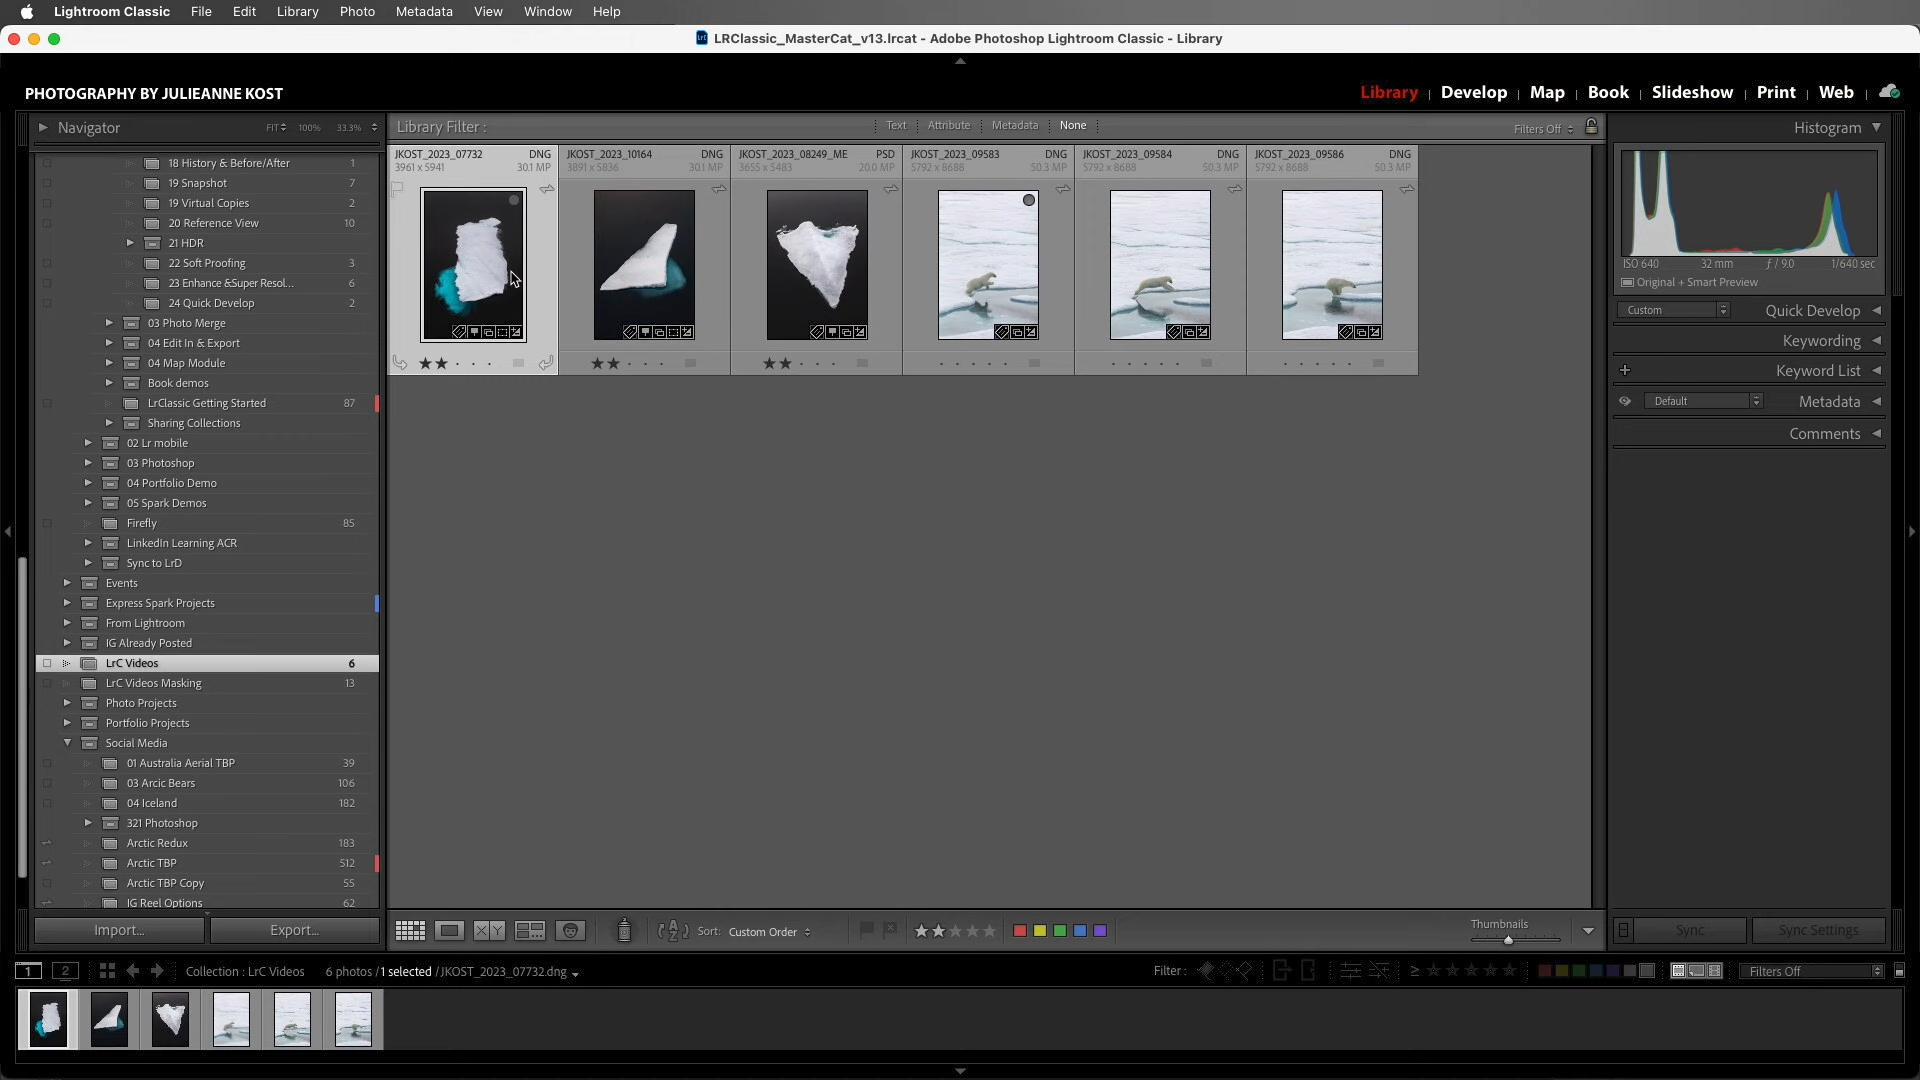 Lightroom Classic File Edit Library Photo Metadata View Window Help
LRClassic_MasterCat_v13.lrcat - Adobe Photoshop Lightroom Classic - Library
PHOTOGRAPHY BY JULIEANNE KOST
Library | Develop | Map | Book | Slideshow | Print | Web |
Navigator FIT 100% 33.3%
18 History & Before/After 1
19 Snapshot 7
19 Virtual Copies 2
20 Reference View 10
21 HDR
22 Soft Proofing 3
23 Enhance &Super Resol... 6
24 Quick Develop 2
03 Photo Merge
04 Edit In & Export
04 Map Module
Book demos
LrClassic Getting Started 87
Sharing Collections
02 Lr mobile
03 Photoshop
04 Portfolio Demo
05 Spark Demos
Firefly 85
LinkedIn Learning ACR
Sync to LrD
Events
Express Spark Projects
From Lightroom
IG Already Posted
LrC Videos 6
LrC Videos Masking 13
Photo Projects
Portfolio Projects
Social Media
01 Australia Aerial TBP 39
03 Arcic Bears 106
04 Iceland 182
321 Photoshop
Arctic Redux 183
Arctic TBP 512
Arctic TBP Copy 55
IG Reel Options 62
Import... Export...
Library Filter : Text | Attribute | Metadata | None | Filters Off
JKOST_2023_07732 DNG
3961 x 5941 30.1 MP
JKOST_2023_10164 DNG
3891 x 5836 30.1 MP
JKOST_2023_08249_ME PSD
3655 x 5483 20.0 MP
JKOST_2023_09583 DNG
5792 x 8688 50.3 MP
JKOST_2023_09584 DNG
5792 x 8688 50.3 MP
JKOST_2023_09586 DNG
5792 x 8688 50.3 MP
XY Sort: Custom Order Thumbnails
Histogram
ISO 640 32 mm ƒ / 9.0 1/640 sec
Original + Smart Preview
Custom Quick Develop
Keywording
+ Keyword List
Default Metadata
Comments
Sync Sync Settings
1 2 Collection : LrC Videos 6 photos / 1 selected / JKOST_2023_07732.dng Filter : ≥ Filters Off